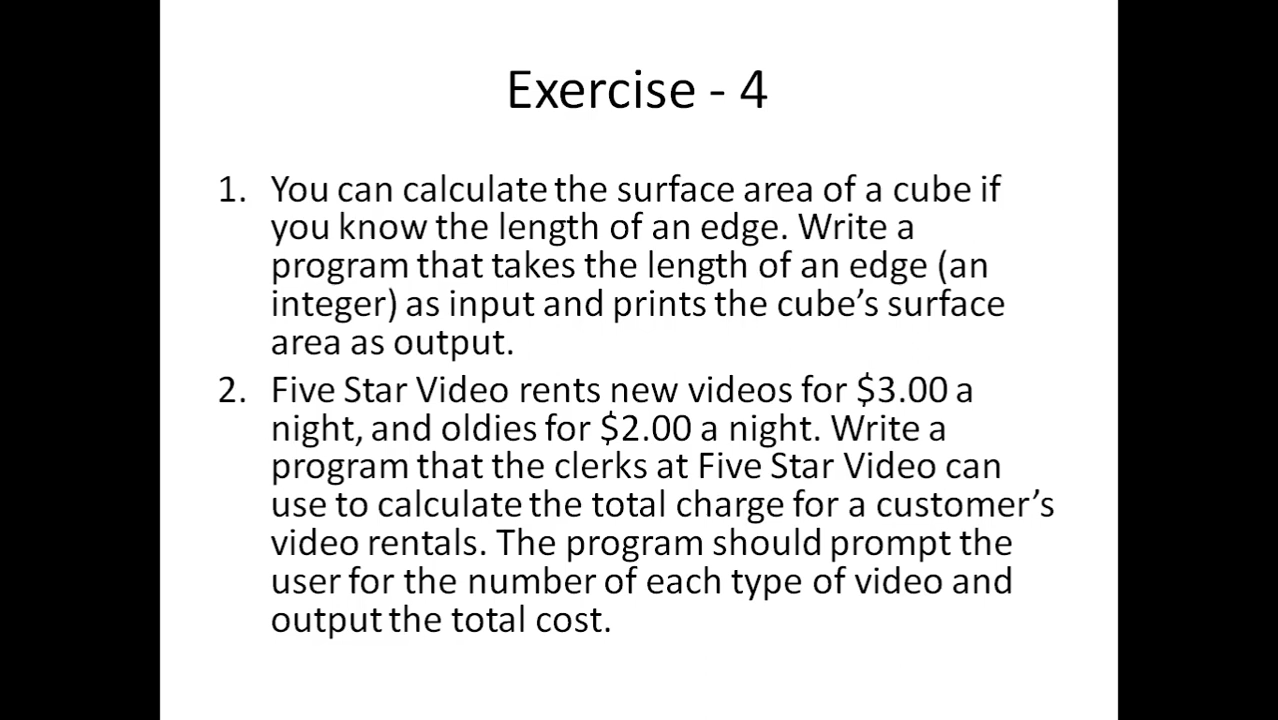 Exercise - 4
1. You can calculate the surface area of a cube if
you know the length of an edge. Write a
program that takes the length of an edge (an
integer) as input and prints the cube’s surface
area as output.
2. Five Star Video rents new videos for $3.00 a
night, and oldies for $2.00 a night. Write a
program that the clerks at Five Star Video can
use to calculate the total charge for a customer’s
video rentals. The program should prompt the
user for the number of each type of video and
output the total cost.